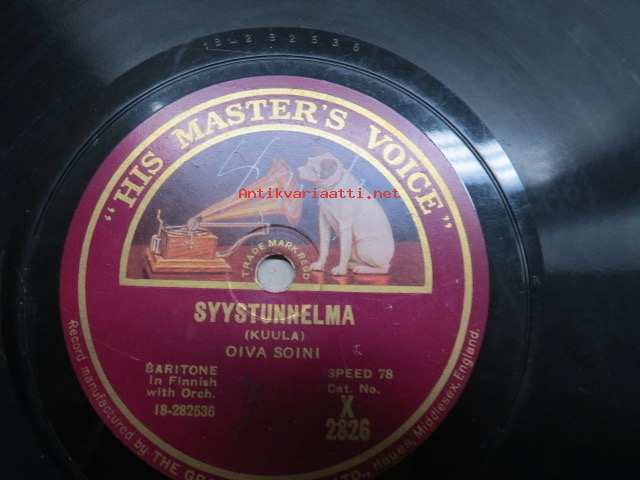 "HIS MASTER'S VOICE"
Antikvariaatti.net
TRADE MARK REGD
SYYSTUNNELMA
(KUULA)
OIVA SOINI
BARITONE
In Finnish
with Orch.
18-282536
SPEED 78
Cat. No.
X
2826
Record manufactured by THE GRA LTD., Hayes, Middlesex, England.